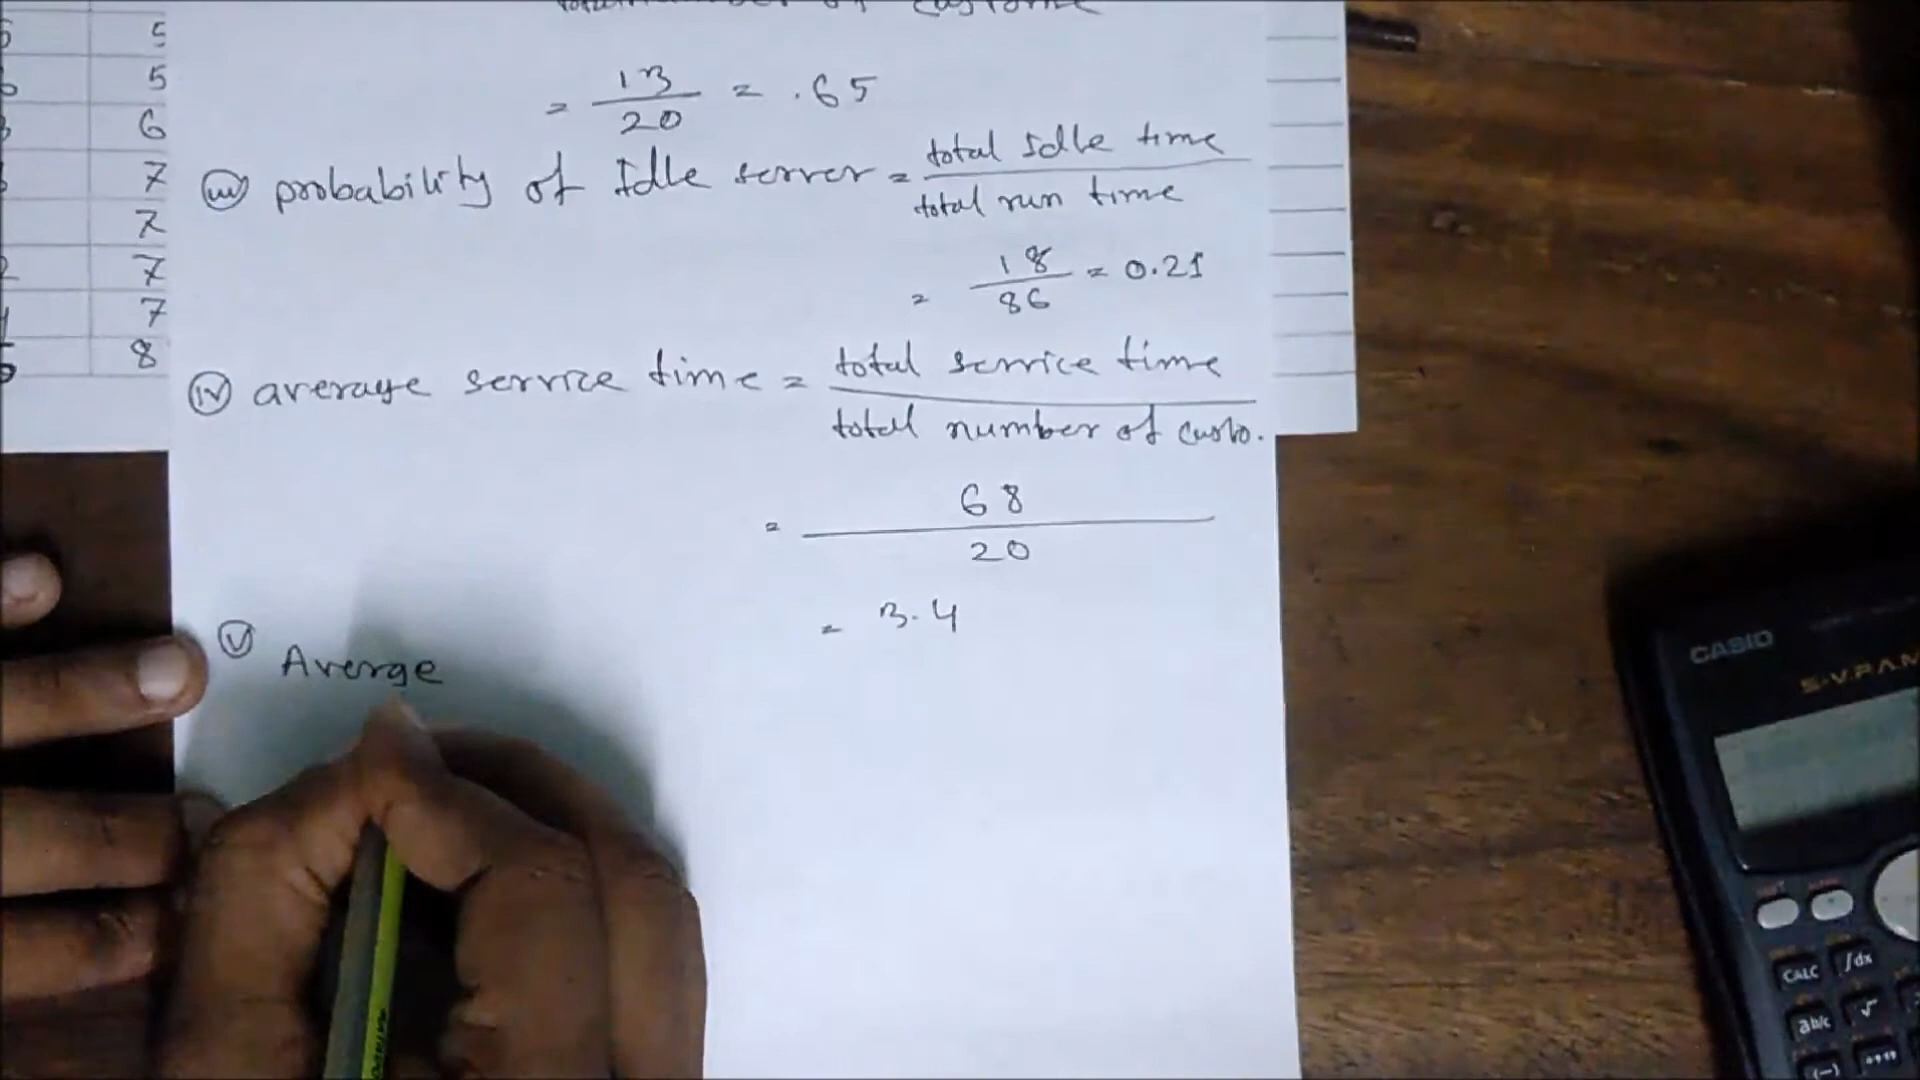 5
5
6
7
7
7
7
8
= 13/20 = .65
(iii) probability of Idle server = total Idle time / total run time
= 18/86 = 0.21
(iv) average service time = total service time / total number of custo.
= 68/20
= 3.4
(v) Averge
CASIO
S-V.P.A.M
CALC ∫dx
ab/c √
(-) °'"